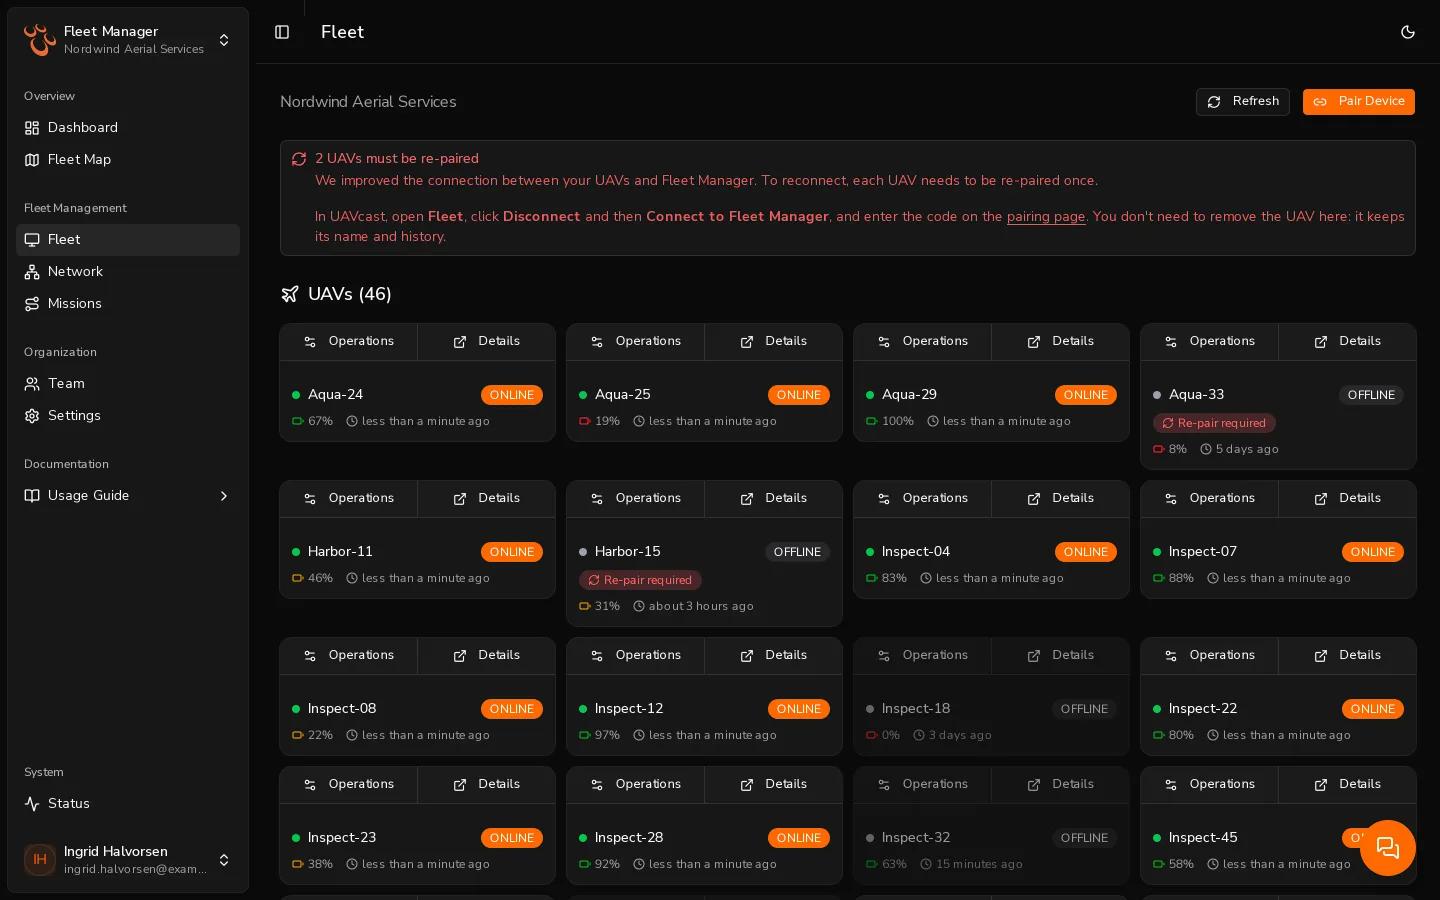 Fleet Manager
Nordwind Aerial Services
Overview
Dashboard
Fleet Map
Fleet Management
Fleet
Network
Missions
Organization
Team
Settings
Documentation
Usage Guide
System
Status
IH
Ingrid Halvorsen
ingrid.halvorsen@exam...
Fleet
Nordwind Aerial Services
Refresh
Pair Device
2 UAVs must be re-paired
We improved the connection between your UAVs and Fleet Manager. To reconnect, each UAV needs to be re-paired once.
In UAVcast, open Fleet, click Disconnect and then Connect to Fleet Manager, and enter the code on the pairing page. You don't need to remove the UAV here: it keeps
its name and history.
UAVs (46)
Operations Details
Aqua-24 ONLINE
67% less than a minute ago
Operations Details
Aqua-25 ONLINE
19% less than a minute ago
Operations Details
Aqua-29 ONLINE
100% less than a minute ago
Operations Details
Aqua-33 OFFLINE
Re-pair required
8% 5 days ago
Operations Details
Harbor-11 ONLINE
46% less than a minute ago
Operations Details
Harbor-15 OFFLINE
Re-pair required
31% about 3 hours ago
Operations Details
Inspect-04 ONLINE
83% less than a minute ago
Operations Details
Inspect-07 ONLINE
88% less than a minute ago
Operations Details
Inspect-08 ONLINE
22% less than a minute ago
Operations Details
Inspect-12 ONLINE
97% less than a minute ago
Operations Details
Inspect-18 OFFLINE
0% 3 days ago
Operations Details
Inspect-22 ONLINE
80% less than a minute ago
Operations Details
Inspect-23 ONLINE
38% less than a minute ago
Operations Details
Inspect-28 ONLINE
92% less than a minute ago
Operations Details
Inspect-32 OFFLINE
63% 15 minutes ago
Operations Details
Inspect-45
58% less than a minute ago